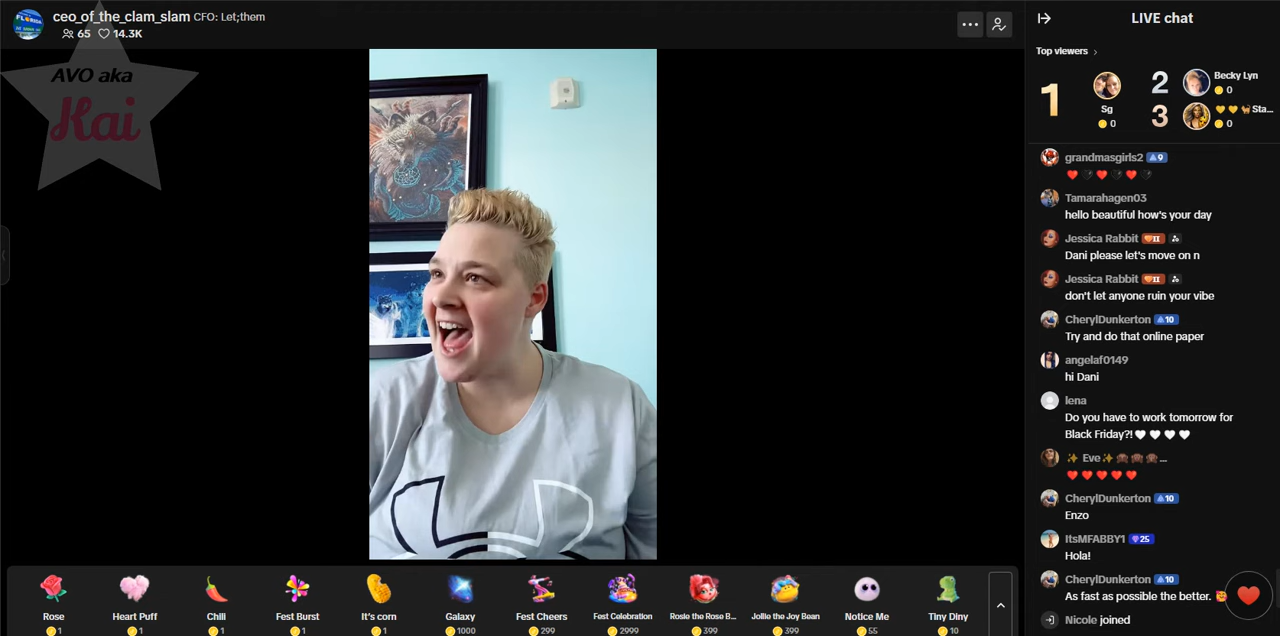 ceo_of_the_clam_slam CFO: Let;them
65 14.3K
AVO aka
Kai
LIVE chat
Top viewers
1
Sg
0
2
Becky Lyn
0
3
💛 💛 Sta...
0
grandmasgirls2 9
❤️ 🖤 ❤️ 🖤 ❤️ 🖤
Tamarahagen03
hello beautiful how's your day
Jessica Rabbit II
Dani please let's move on n
Jessica Rabbit II
don't let anyone ruin your vibe
CherylDunkerton 10
Try and do that online paper
angelaf0149
hi Dani
lena
Do you have to work tomorrow for
Black Friday?!🤍 🤍 🤍 🤍
✨ Eve✨ 🙈 🙈 🙈 ...
❤️ ❤️ ❤️ ❤️ ❤️
CherylDunkerton 10
Enzo
ItsMFABBY1 25
Hola!
CherylDunkerton 10
As fast as possible the better. 🥰
Nicole joined
Rose
1
Heart Puff
1
Chili
1
Fest Burst
1
It's corn
1
Galaxy
1000
Fest Cheers
299
Fest Celebration
2999
Rosie the Rose B...
399
Jollie the Joy Bean
399
Notice Me
55
Tiny Diny
10